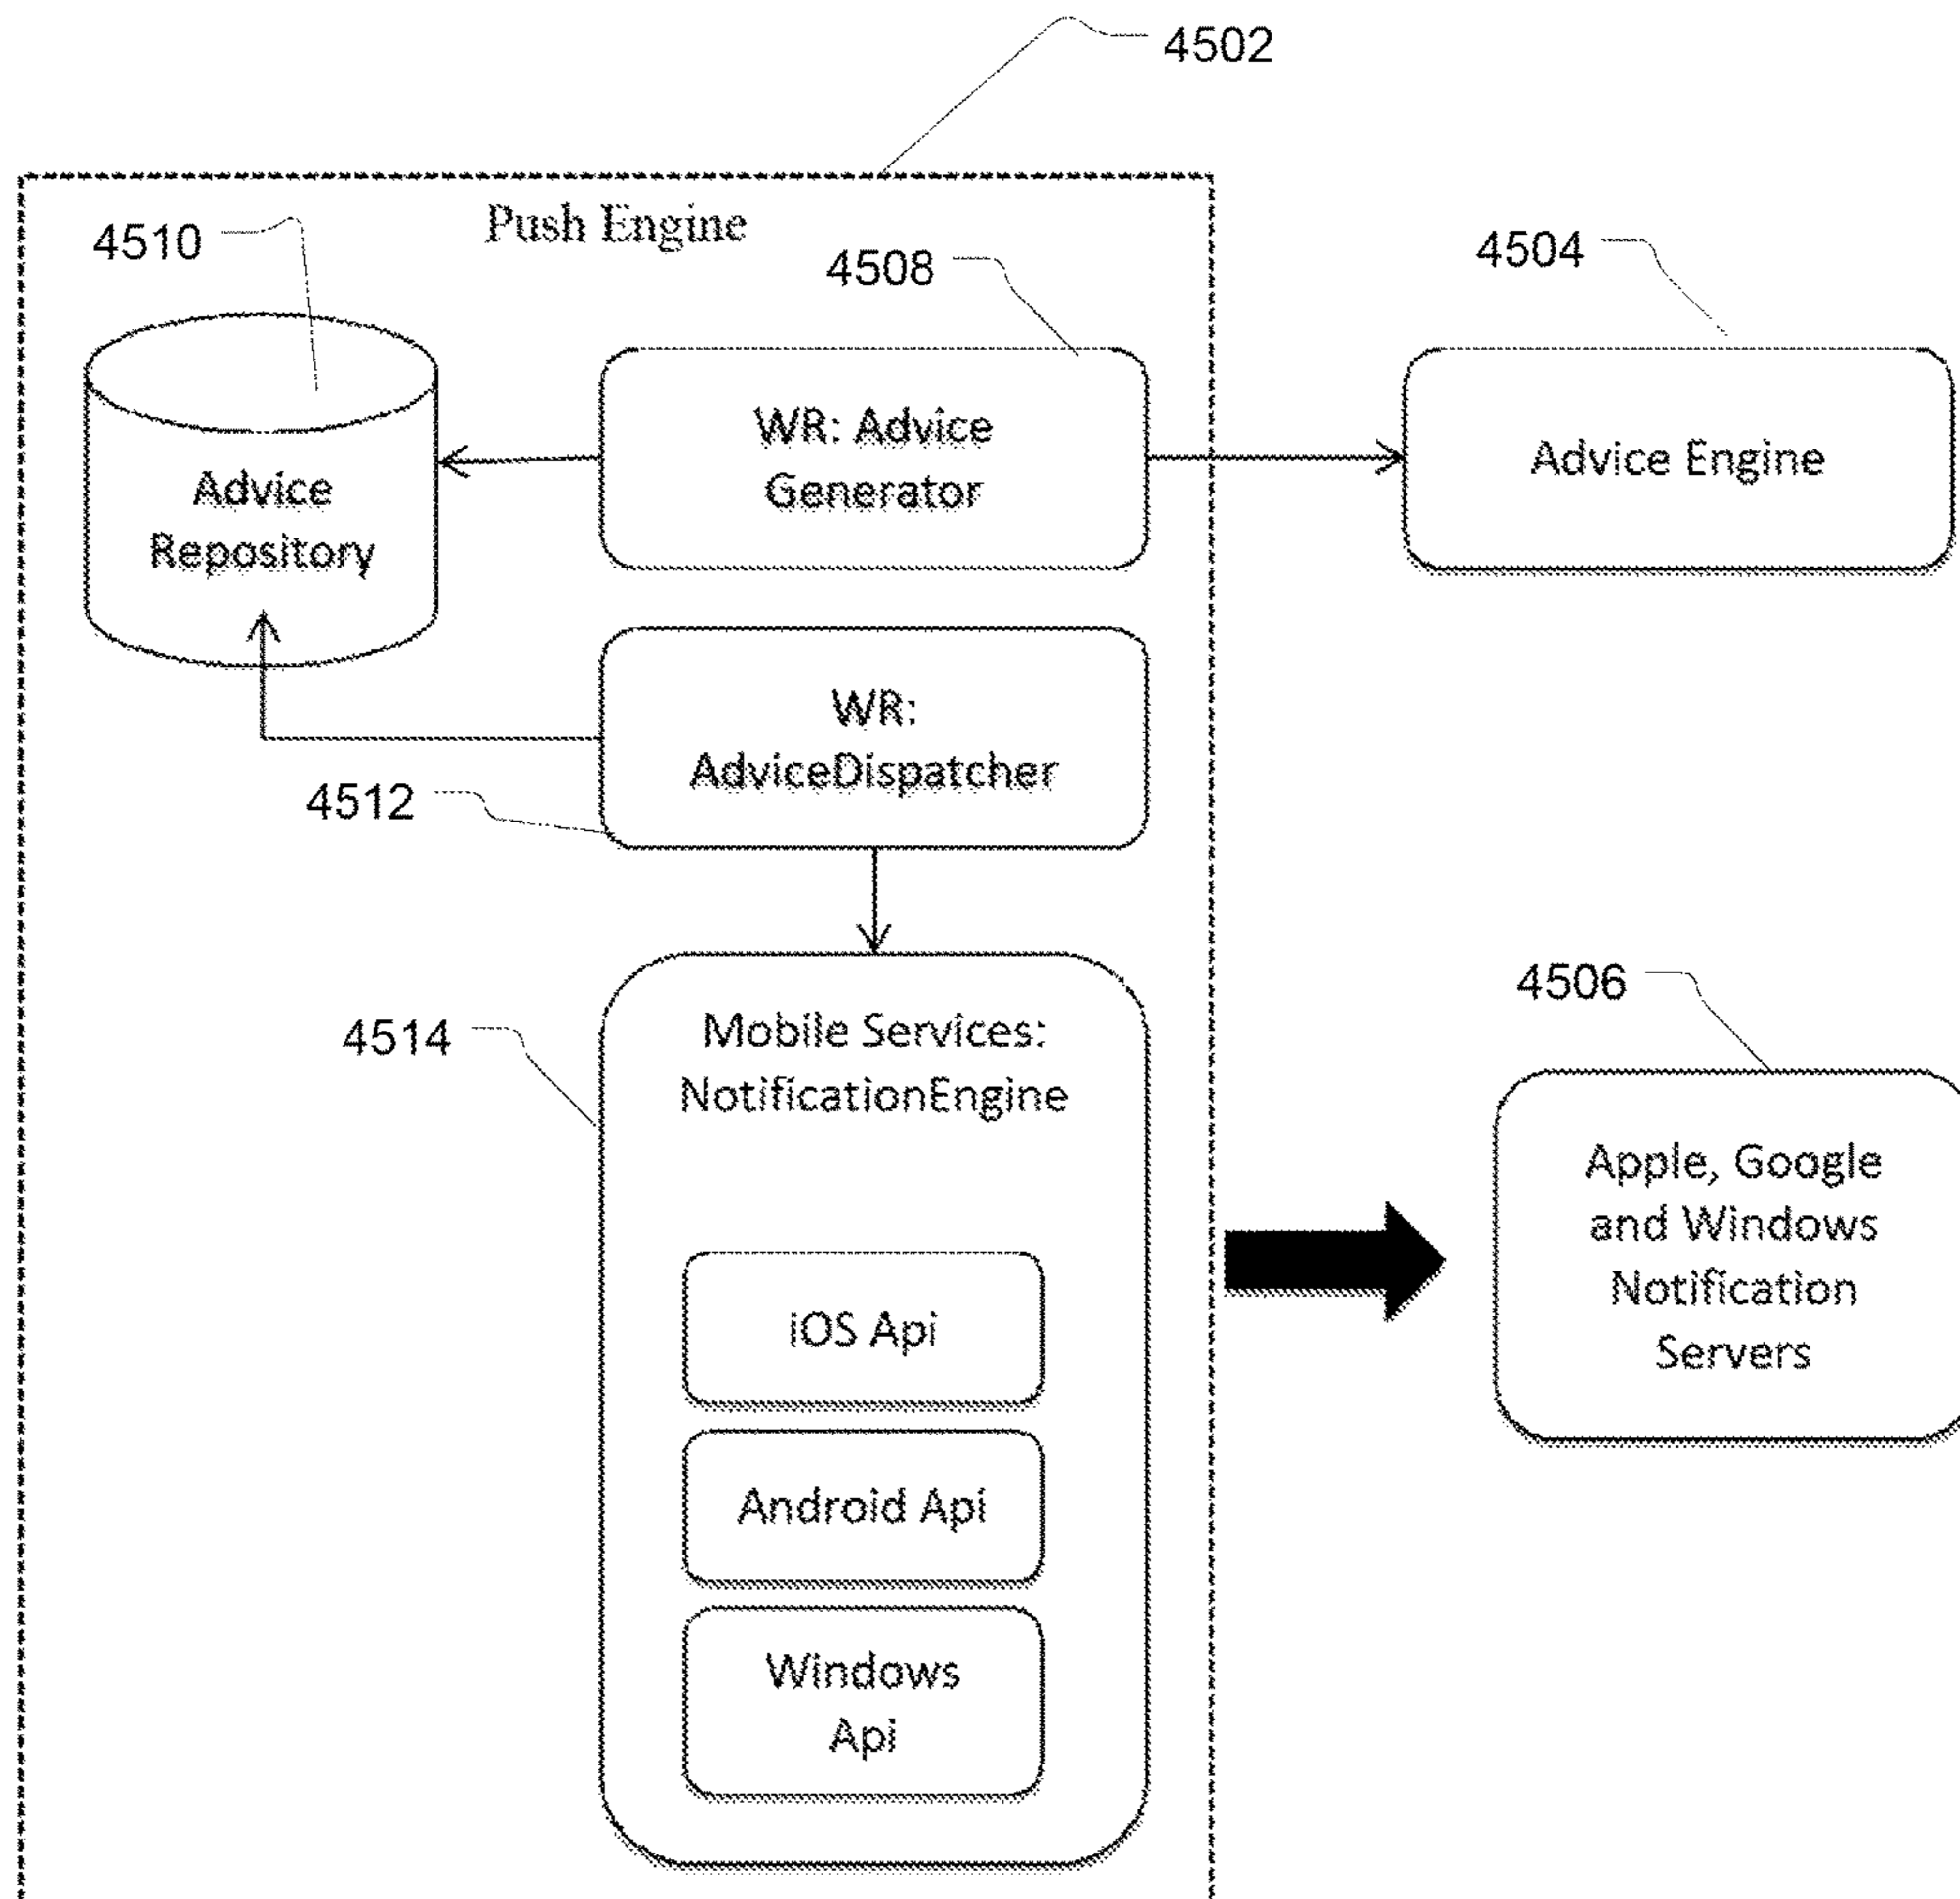 4502
Push Engine
4510
4508
4504
Advice
Repository
WR: Advice
Generator
Advice Engine
WR:
AdviceDispatcher
4512
4514
Mobile Services:
NotificationEngine
4506
Apple, Google
and Windows
Notification
Servers
iOS Api
Android Api
Windows
Api